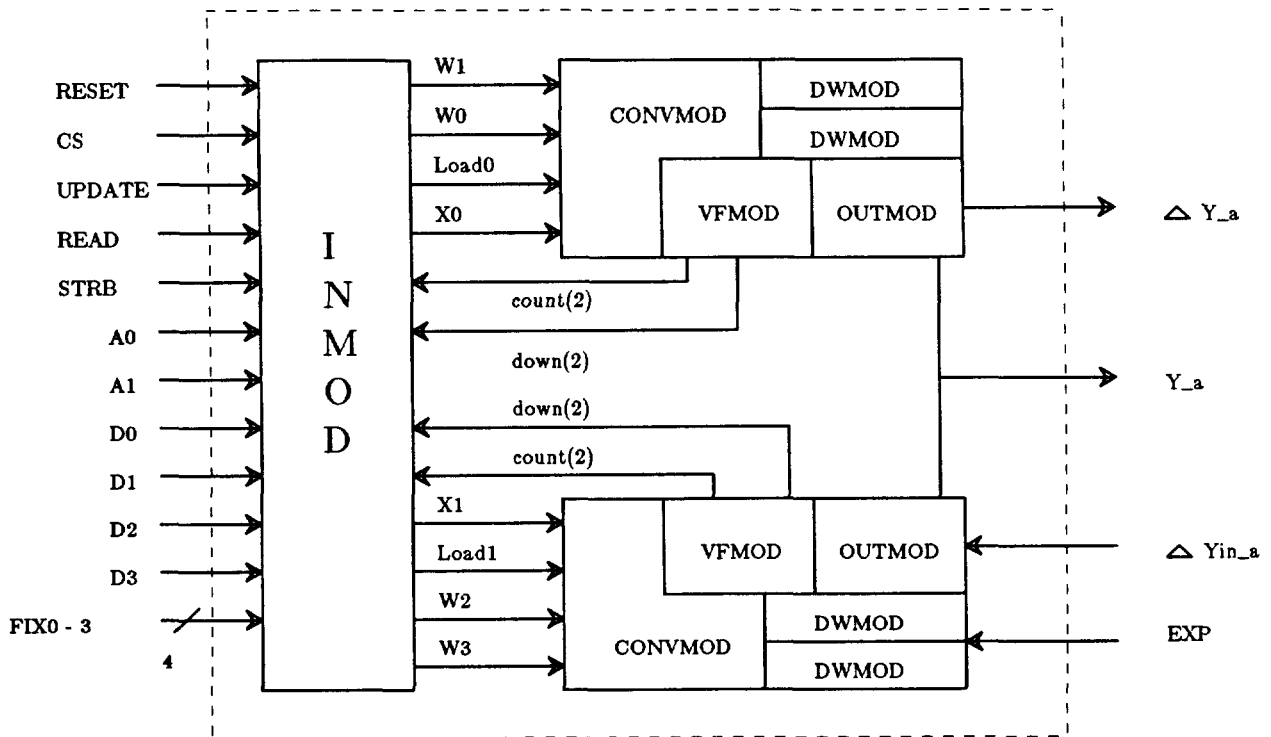 RESET
CS
UPDATE
READ
STRB
A0
A1
D0
D1
D2
D3
FIX0 - 3
4
I
N
M
O
D
W1
W0
Load0
X0
count(2)
down(2)
down(2)
count(2)
X1
Load1
W2
W3
CONVMOD
DWMOD
DWMOD
VFMOD
OUTMOD
VFMOD
OUTMOD
CONVMOD
DWMOD
DWMOD
△ Y_a
Y_a
△ Yin_a
EXP